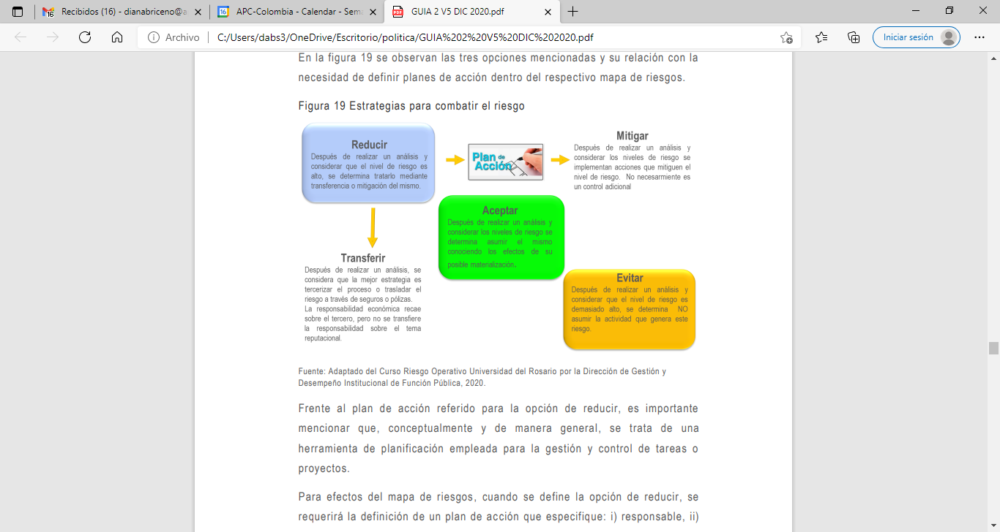 Recibidos (16) - dianabriceno@a
APC-Colombia - Calendar - Sema
GUIA 2 V5 DIC 2020.pdf
Archivo
C:/Users/dabs3/OneDrive/Escritorio/politica/GUIA%202%20V5%20DIC%202020.pdf
Iniciar sesión
En la figura 19 se observan las tres opciones mencionadas y su relación con la
necesidad de definir planes de acción dentro del respectivo mapa de riesgos.
Figura 19 Estrategias para combatir el riesgo
Reducir
Después de realizar un análisis y
considerar que el nivel de riesgo es
alto, se determina tratarlo mediante
transferencia o mitigación del mismo.
Plan de
Acción
Mitigar
Después de realizar un análisis y
considerar los niveles de riesgo se
implementan acciones que mitiguen el
nivel de riesgo. No necesarmiente es
un control adicional
Aceptar
Después de realizar un análisis y
considerar los niveles de riesgo se
determina asumir el mismo
conociendo los efectos de su
posible materialización.
Transferir
Después de realizar un análisis, se
considera que la mejor estrategia es
tercerizar el proceso o trasladar el
riesgo a través de seguros o pólizas.
La responsabilidad económica recae
sobre el tercero, pero no se transfiere
la responsabilidad sobre el tema
reputacional.
Evitar
Después de realizar un análisis y
considerar que el nivel de riesgo es
demasiado alto, se determina NO
asumir la actividad que genera este
riesgo.
Fuente: Adaptado del Curso Riesgo Operativo Universidad del Rosario por la Dirección de Gestión y
Desempeño Institucional de Función Pública, 2020.
Frente al plan de acción referido para la opción de reducir, es importante
mencionar que, conceptualmente y de manera general, se trata de una
herramienta de planificación empleada para la gestión y control de tareas o
proyectos.
Para efectos del mapa de riesgos, cuando se define la opción de reducir, se
requerirá la definición de un plan de acción que especifique: i) responsable, ii)